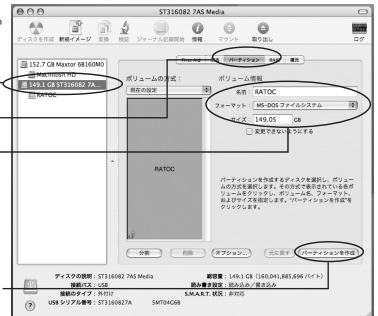 ST316082 7AS Media
ディスクを作成 新規イメージ 変換 検証 ジャーナル記録開始 情報 マウント 取り出し ログ
152.7 GB Maxtor 6B160M0
Macintosh HD
149.1 GB ST316082 7A...
RATOC
First Aid 消去 パーティション RAID 復元
ボリュームの方式：
現在の設定
RATOC
ボリューム情報
名前： RATOC
フォーマット： MS-DOS ファイルシステム
サイズ： 149.05 GB
変更できないようにする
パーティションを作成するディスクを選択し、ボリュー
ムの方式を選択します。その方式で表示されている各ボ
リュームをクリックし、ボリューム名、フォーマット、
およびサイズを指定します。"パーティションを作成"を
クリックします。
分割 削除 オプション... 元に戻す パーティションを作成
ディスクの説明：ST316082 7AS Media 総容量：149.1 GB (160,041,885,696 バイト)
接続バス：USB 読み書き設定：読み込み／書き込み
接続のタイプ：外付け S.M.A.R.T. 状況：非対応
USB シリアル番号：ST3160827A 5MT04G6B
?